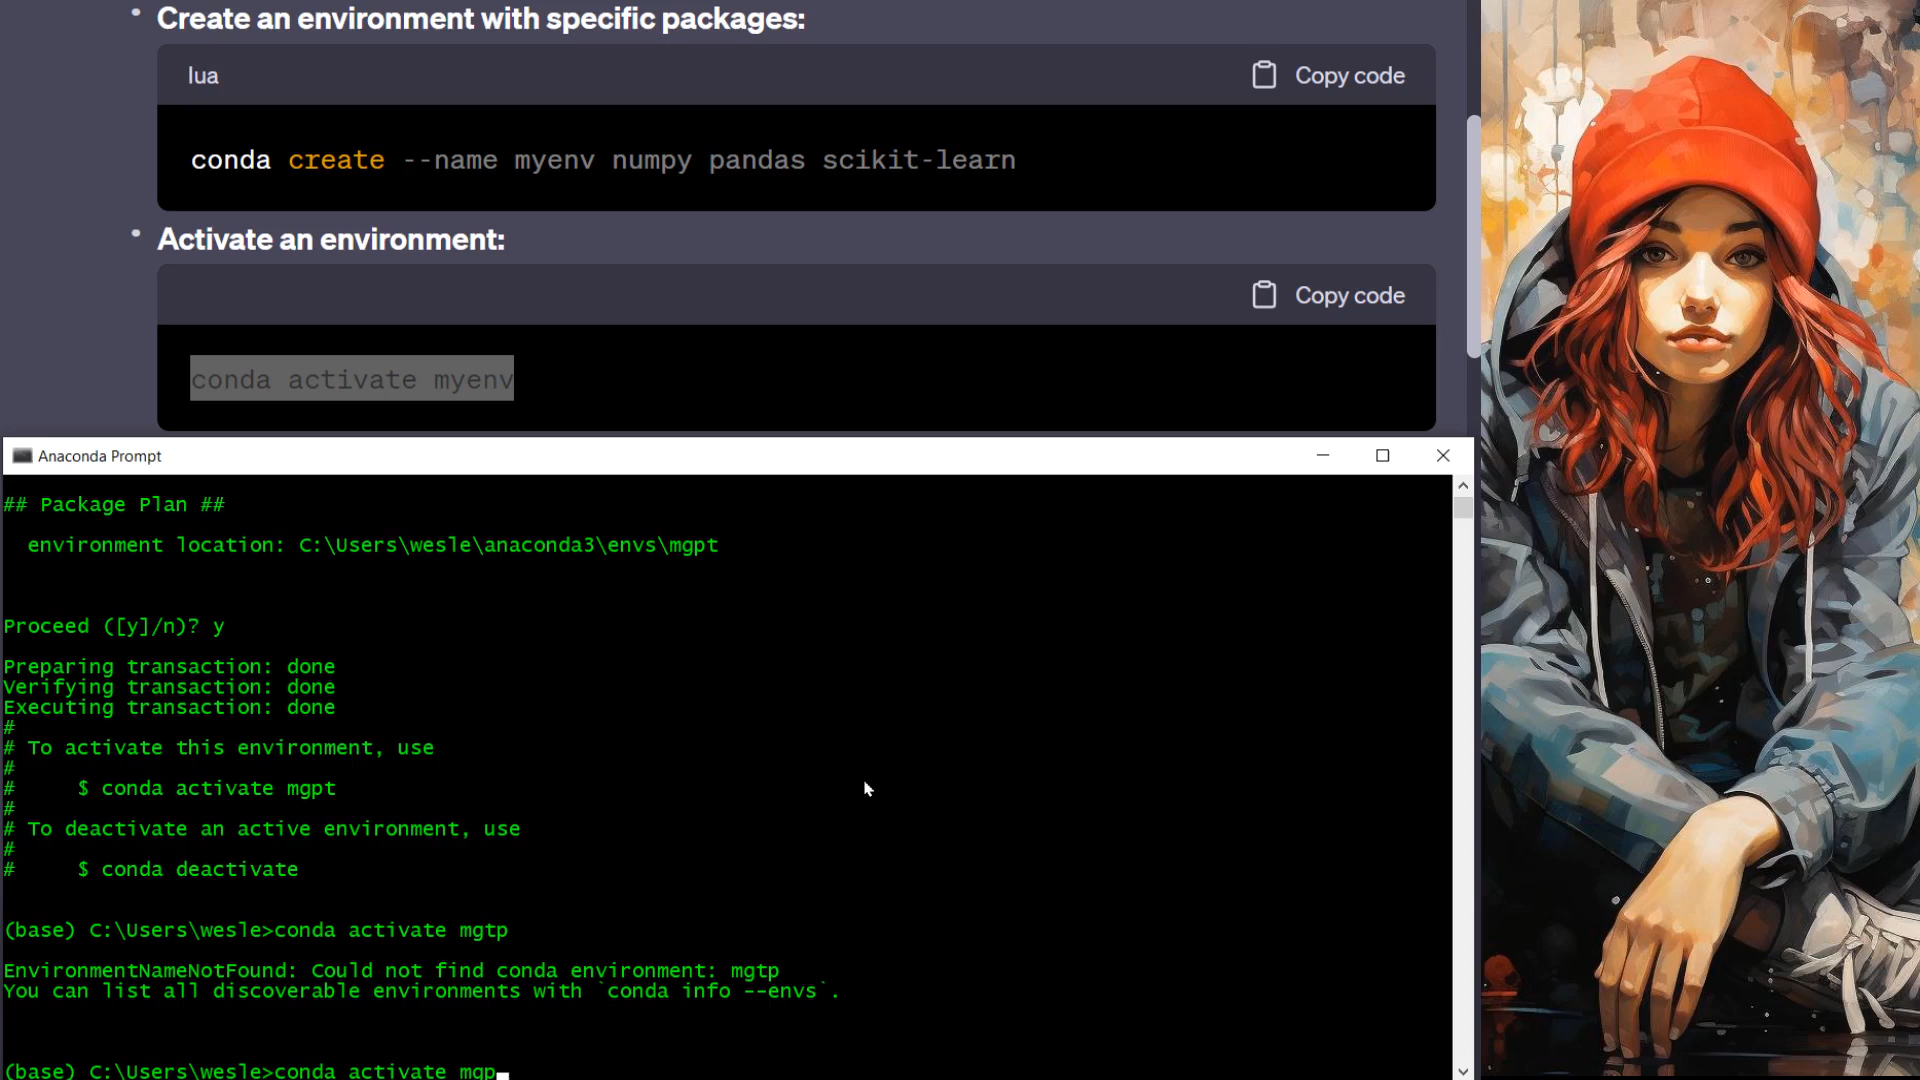 Create an environment with specific packages:
lua
Copy code
conda create --name myenv numpy pandas scikit-learn
Activate an environment:
Copy code
conda activate myenv
Anaconda Prompt
## Package Plan ##
environment location: C:\Users\wesle\anaconda3\envs\mgpt
Proceed ([y]/n)? y
Preparing transaction: done
Verifying transaction: done
Executing transaction: done
#
# To activate this environment, use
#
# $ conda activate mgpt
#
# To deactivate an active environment, use
#
# $ conda deactivate
(base) C:\Users\wesle>conda activate mgtp
EnvironmentNameNotFound: Could not find conda environment: mgtp
You can list all discoverable environments with `conda info --envs`.
(base) C:\Users\wesle>conda activate mgp